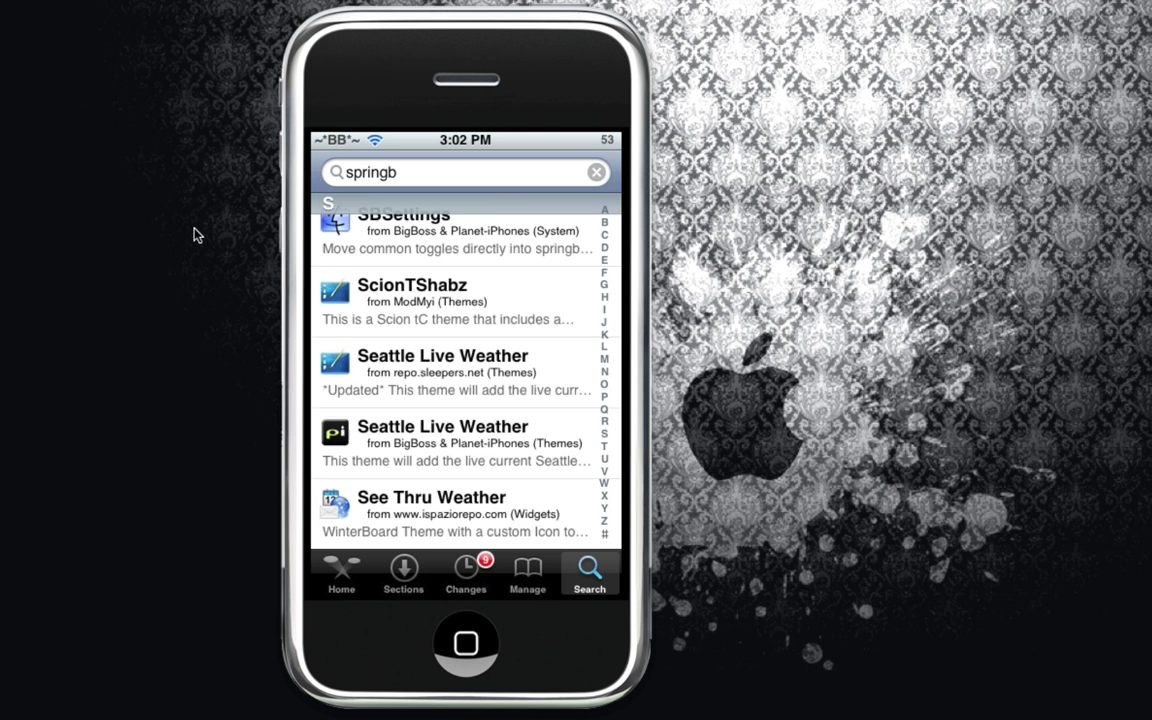 ~*BB*~ 3:02 PM 53
springb
S
SBSettings
from BigBoss & Planet-iPhones (System)
Move common toggles directly into springb...
ScionTShabz
from ModMyi (Themes)
This is a Scion tC theme that includes a...
Seattle Live Weather
from repo.sleepers.net (Themes)
*Updated* This theme will add the live curr...
Seattle Live Weather
pi
from BigBoss & Planet-iPhones (Themes)
This theme will add the live current Seattle...
See Thru Weather
12
from www.ispaziorepo.com (Widgets)
WinterBoard Theme with a custom Icon to...
A
B
C
D
E
F
G
H
I
J
K
L
M
N
O
P
Q
R
S
T
U
V
W
X
Y
Z
#
9
Home Sections Changes Manage Search